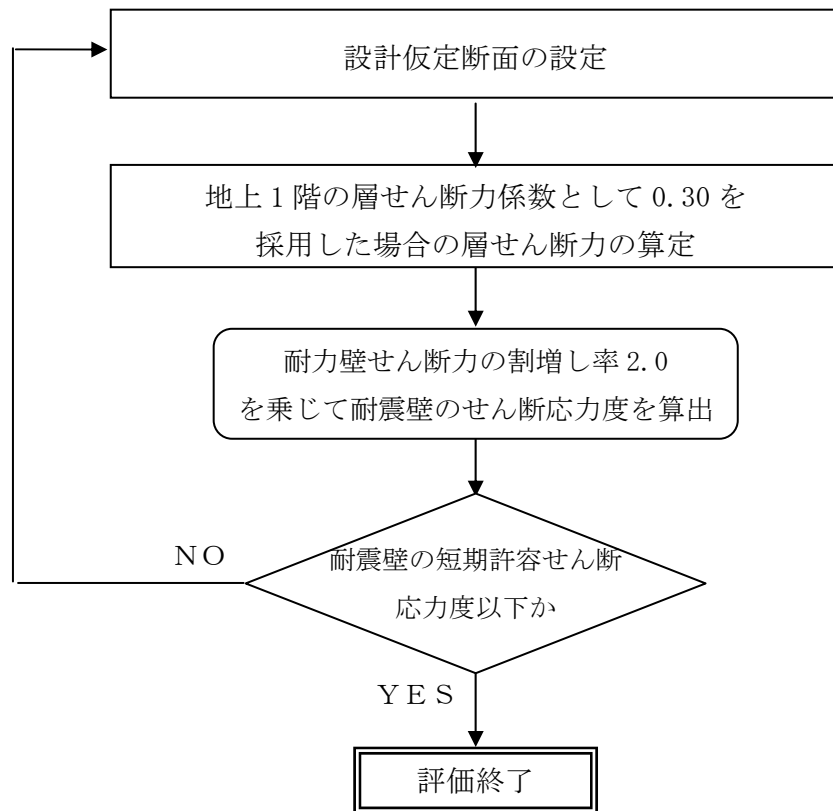 設計仮定断面の設定
地上1階の層せん断力係数として 0.30 を
採用した場合の層せん断力の算定
耐力壁せん断力の割増し率 2.0
を乗じて耐震壁のせん断応力度を算出
NO
耐震壁の短期許容せん断
応力度以下か
YES
評価終了